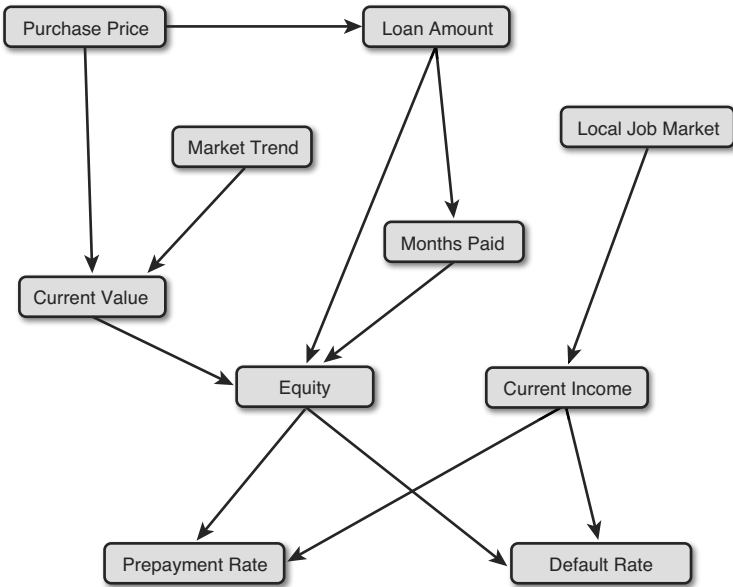 Purchase Price
Loan Amount
Local Job Market
Market Trend
Months Paid
Current Value
Equity
Current Income
Prepayment Rate
Default Rate